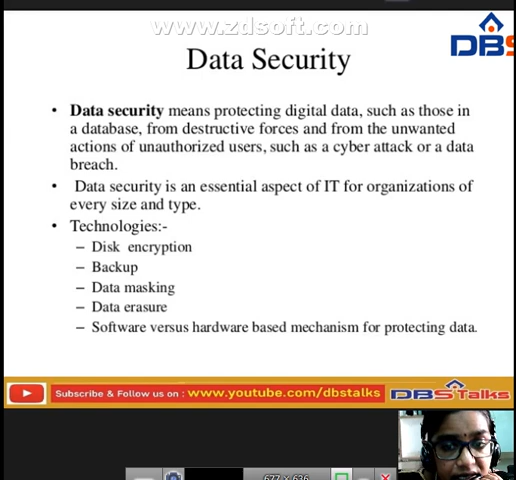 www.zdsoft.com
DBS
Data Security
• Data security means protecting digital data, such as those in
a database, from destructive forces and from the unwanted
actions of unauthorized users, such as a cyber attack or a data
breach.
• Data security is an essential aspect of IT for organizations of
every size and type.
• Technologies:-
– Disk encryption
– Backup
– Data masking
– Data erasure
– Software versus hardware based mechanism for protecting data.
Subscribe & Follow us on : www.youtube.com/dbstalks DBS Talks
677 × 636